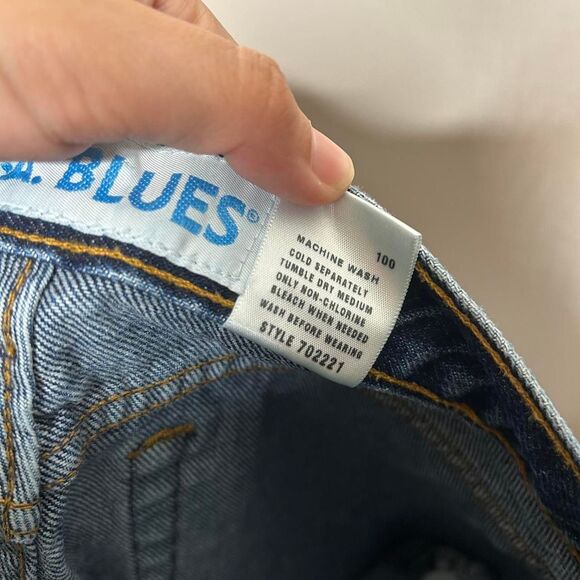 A. BLUES®
100
MACHINE WASH
COLD SEPARATELY
TUMBLE DRY MEDIUM
ONLY NON-CHLORINE
BLEACH WHEN NEEDED
WASH BEFORE WEARING
STYLE 702221